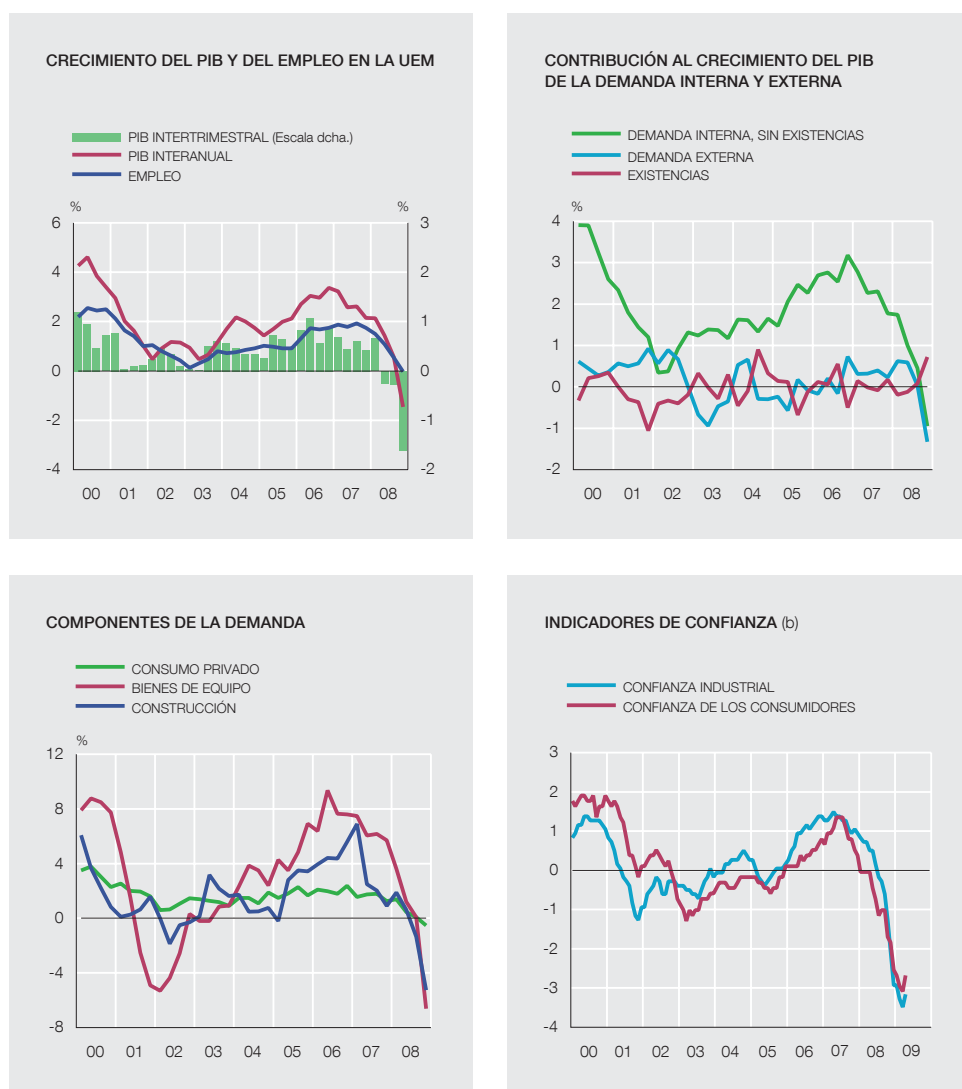 CRECIMIENTO DEL PIB Y DEL EMPLEO EN LA UEM
PIB INTERTRIMESTRAL (Escala dcha.)
PIB INTERANUAL
EMPLEO
% %
6 3
4 2
2 1
0 0
-2 -1
-4 -2
00 01 02 03 04 05 06 07 08
CONTRIBUCIÓN AL CRECIMIENTO DEL PIB
DE LA DEMANDA INTERNA Y EXTERNA
DEMANDA INTERNA, SIN EXISTENCIAS
DEMANDA EXTERNA
EXISTENCIAS
%
4
3
2
1
0
-1
-2
00 01 02 03 04 05 06 07 08
COMPONENTES DE LA DEMANDA
CONSUMO PRIVADO
BIENES DE EQUIPO
CONSTRUCCIÓN
%
12
8
4
0
-4
-8
00 01 02 03 04 05 06 07 08
INDICADORES DE CONFIANZA (b)
CONFIANZA INDUSTRIAL
CONFIANZA DE LOS CONSUMIDORES
3
2
1
0
-1
-2
-3
-4
00 01 02 03 04 05 06 07 08 09